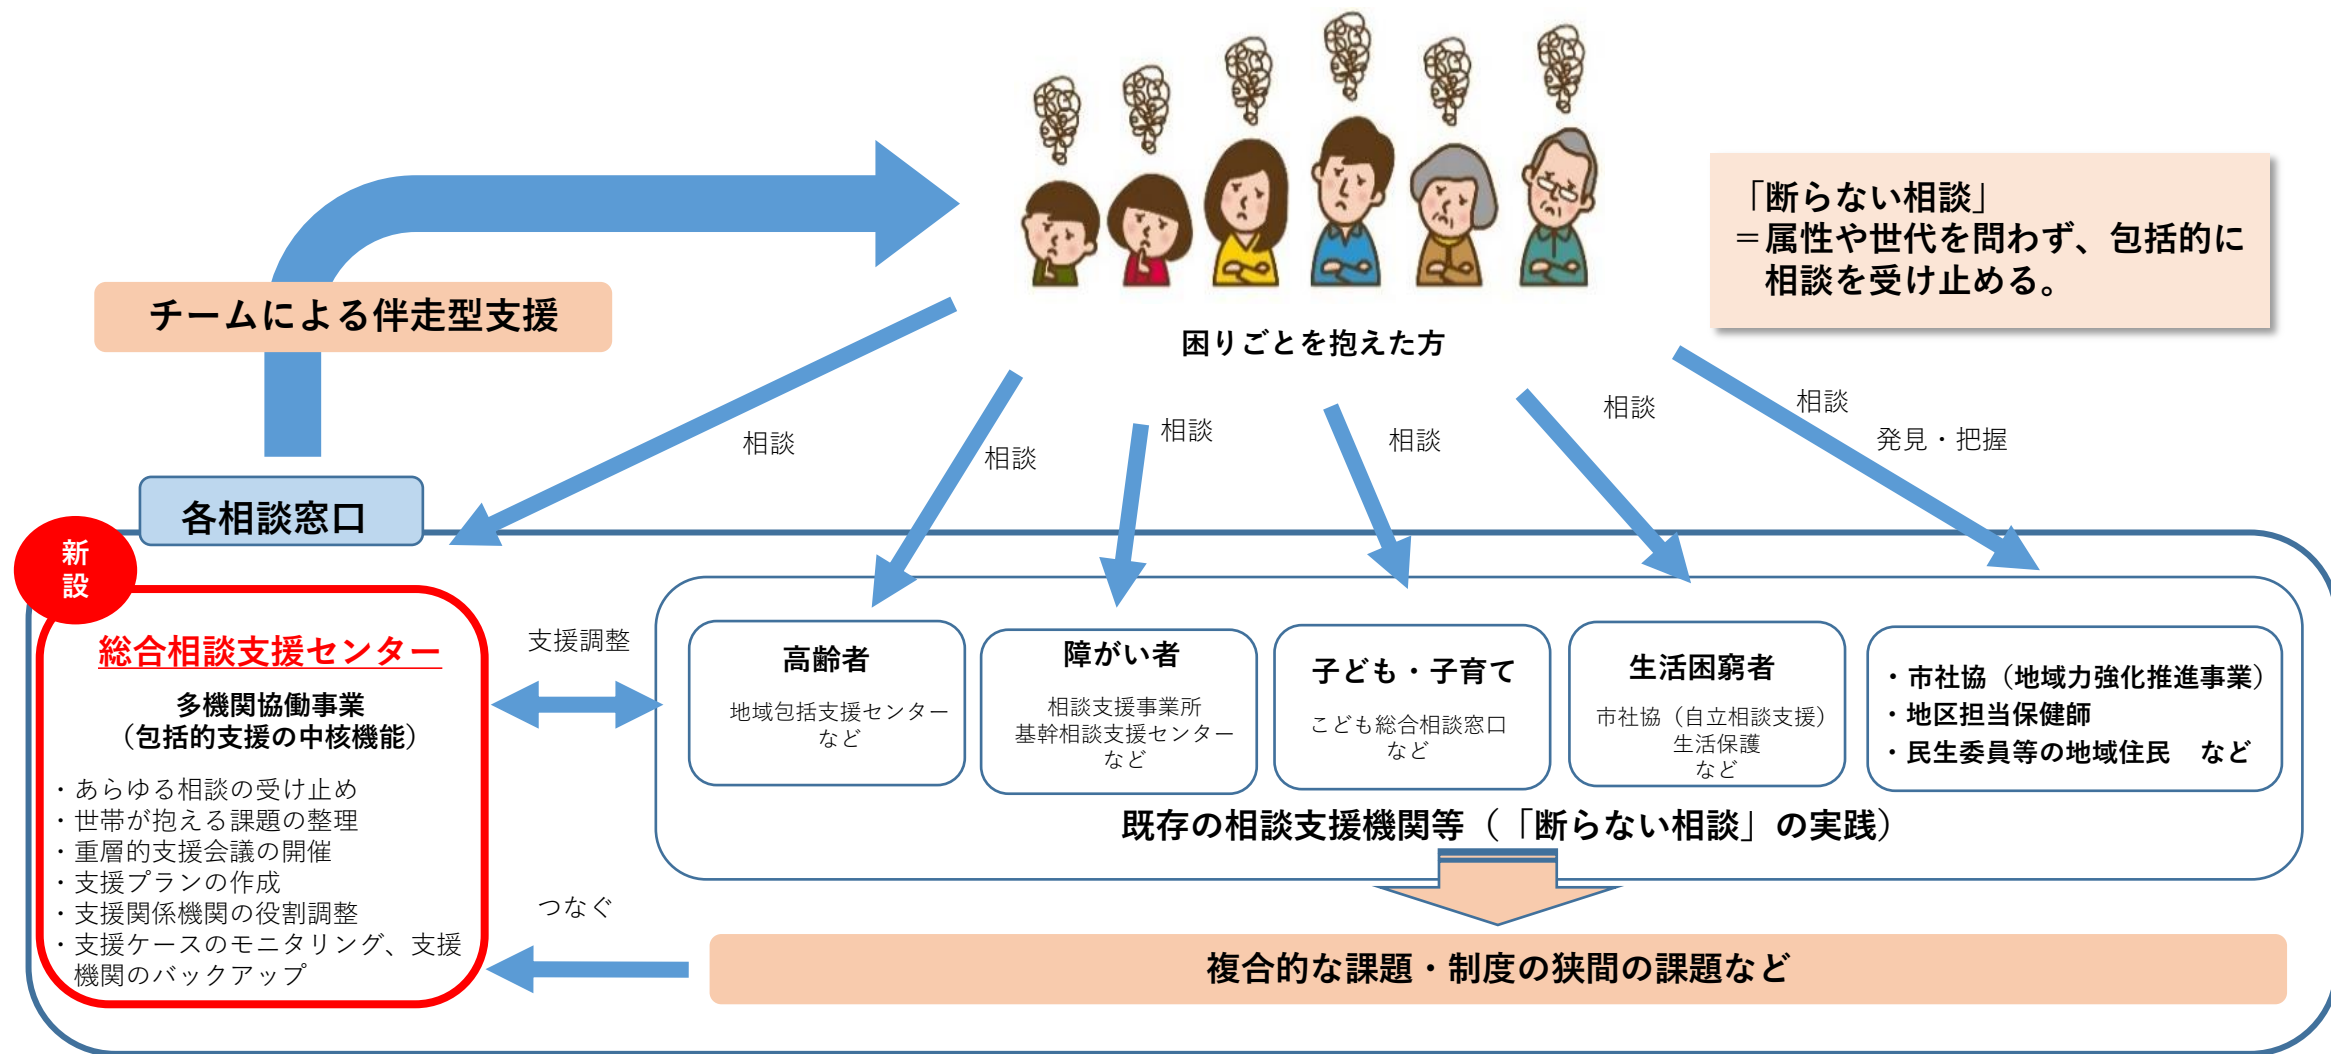 「断らない相談」
＝属性や世代を問わず、包括的に
相談を受け止める。
チームによる伴走型支援
困りごとを抱えた方
相談
相談
相談
相談
相談
相談
発見・把握
各相談窓口
新
設
総合相談支援センター
多機関協働事業
（包括的支援の中核機能）
・あらゆる相談の受け止め
・世帯が抱える課題の整理
・重層的支援会議の開催
・支援プランの作成
・支援関係機関の役割調整
・支援ケースのモニタリング、支援
機関のバックアップ
支援調整
高齢者
地域包括支援センター
など
障がい者
相談支援事業所
基幹相談支援センター
など
子ども・子育て
こども総合相談窓口
など
生活困窮者
市社協（自立相談支援）
生活保護
など
・市社協（地域力強化推進事業）
・地区担当保健師
・民生委員等の地域住民　など
既存の相談支援機関等（「断らない相談」の実践）
つなぐ
複合的な課題・制度の狭間の課題など